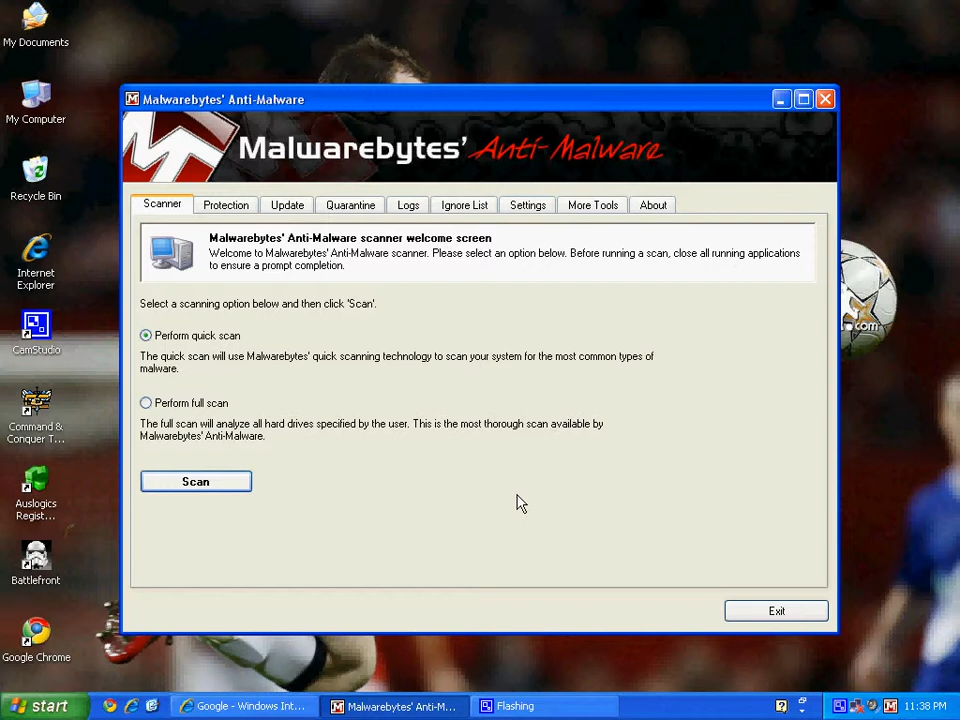 My Documents
My Computer
Recycle Bin
Internet
Explorer
CamStudio
Command &
Conquer T...
Auslogics
Regist...
Battlefront
Google Chrome
Malwarebytes' Anti-Malware
Malwarebytes' Anti-Malware
Scanner Protection Update Quarantine Logs Ignore List Settings More Tools About
Malwarebytes' Anti-Malware scanner welcome screen
Welcome to Malwarebytes' Anti-Malware scanner. Please select an option below. Before running a scan, close all running applications
to ensure a prompt completion.
Select a scanning option below and then click 'Scan'.
Perform quick scan
The quick scan will use Malwarebytes' quick scanning technology to scan your system for the most common types of
malware.
Perform full scan
The full scan will analyze all hard drives specified by the user. This is the most thorough scan available by
Malwarebytes' Anti-Malware.
Scan
Exit
.com
start
Google - Windows Int...
Malwarebytes' Anti-M...
Flashing
11:38 PM